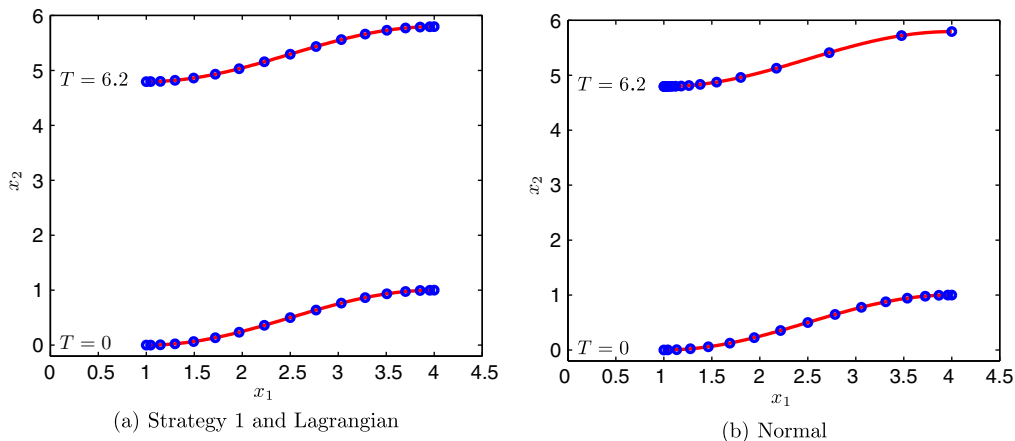 6
5
4
3
2
1
0
x₂
T = 6.2
T = 0
0 0.5 1 1.5 2 2.5 3 3.5 4 4.5
x₁
(a) Strategy 1 and Lagrangian
6
5
4
3
2
1
0
x₂
T = 6.2
T = 0
0 0.5 1 1.5 2 2.5 3 3.5 4 4.5
x₁
(b) Normal